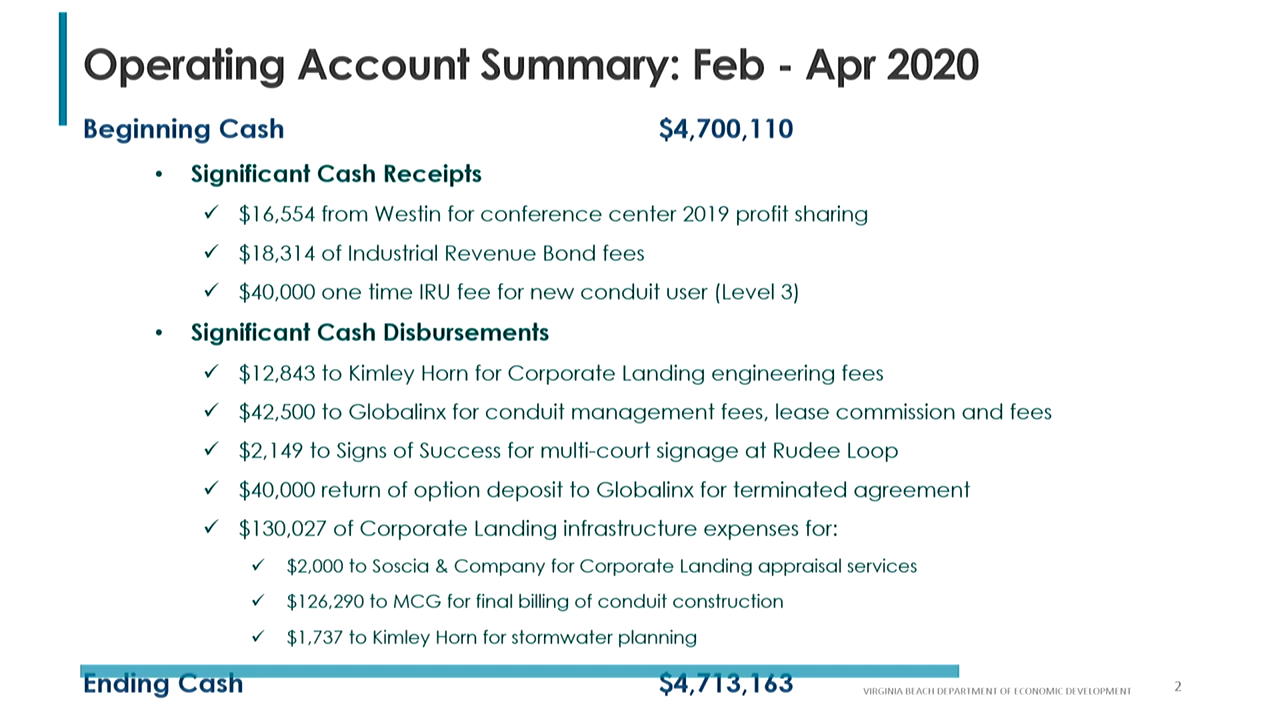 Operating Account Summary: Feb - Apr 2020
Beginning Cash $4,700,110
• Significant Cash Receipts
✓ $16,554 from Westin for conference center 2019 profit sharing
✓ $18,314 of Industrial Revenue Bond fees
✓ $40,000 one time IRU fee for new conduit user (Level 3)
• Significant Cash Disbursements
✓ $12,843 to Kimley Horn for Corporate Landing engineering fees
✓ $42,500 to Globalinx for conduit management fees, lease commission and fees
✓ $2,149 to Signs of Success for multi-court signage at Rudee Loop
✓ $40,000 return of option deposit to Globalinx for terminated agreement
✓ $130,027 of Corporate Landing infrastructure expenses for:
✓ $2,000 to Soscia & Company for Corporate Landing appraisal services
✓ $126,290 to MCG for final billing of conduit construction
✓ $1,737 to Kimley Horn for stormwater planning
Ending Cash $4,713,163
VIRGINIA BEACH DEPARTMENT OF ECONOMIC DEVELOPMENT 2